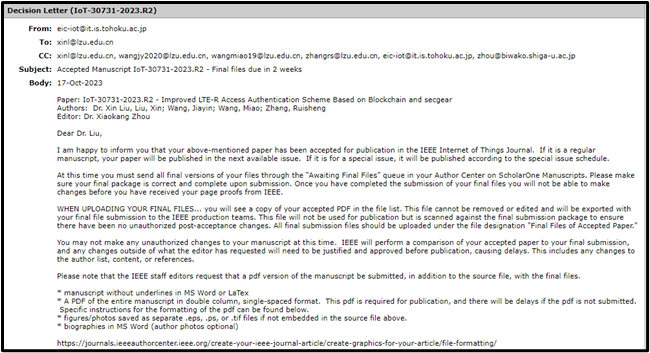 Decision Letter (IoT-30731-2023.R2)
From: eic-iot@it.is.tohoku.ac.jp
To: xinl@lzu.edu.cn
CC: xinl@lzu.edu.cn, wangjy2020@lzu.edu.cn, wangmiao19@lzu.edu.cn, zhangrs@lzu.edu.cn, eic-iot@it.is.tohoku.ac.jp, zhou@biwako.shiga-u.ac.jp
Subject: Accepted Manuscript IoT-30731-2023.R2 - Final files due in 2 weeks
Body: 17-Oct-2023
Paper: IoT-30731-2023.R2 - Improved LTE-R Access Authentication Scheme Based on Blockchain and secgear
Authors: Dr. Xin Liu, Liu, Xin; Wang, Jiayin; Wang, Miao; Zhang, Ruisheng
Editor: Dr. Xiaokang Zhou
Dear Dr. Liu,
I am happy to inform you that your above-mentioned paper has been accepted for publication in the IEEE Internet of Things Journal. If it is a regular
manuscript, your paper will be published in the next available issue. If it is for a special issue, it will be published according to the special issue schedule.
At this time you must send all final versions of your files through the "Awaiting Final Files" queue in your Author Center on ScholarOne Manuscripts. Please make
sure your final package is correct and complete upon submission. Once you have completed the submission of your final files you will not be able to make
changes before you have received your page proofs from IEEE.
WHEN UPLOADING YOUR FINAL FILES... you will see a copy of your accepted PDF in the file list. This file cannot be removed or edited and will be exported with
your final file submission to the IEEE production teams. This file will not be used for publication but is scanned against the final submission package to ensure
there have been no unauthorized post-acceptance changes. All final submission files should be uploaded under the file designation "Final Files of Accepted Paper."
You may not make any unauthorized changes to your manuscript at this time. IEEE will perform a comparison of your accepted paper to your final submission,
and any changes outside of what the editor has requested will need to be justified and approved before publication, causing delays. This includes any changes to
the author list, content, or references.
Please note that the IEEE staff editors request that a pdf version of the manuscript be submitted, in addition to the source file, with the final files.
* manuscript without underlines in MS Word or LaTex
* A PDF of the entire manuscript in double column, single-spaced format. This pdf is required for publication, and there will be delays if the pdf is not submitted.
Specific instructions for the formatting of the pdf can be found below.
* figures/photos saved as separate .eps, .ps, or .tif files if not embedded in the source file above.
* biographies in MS Word (author photos optional)
https://journals.ieeeauthorcenter.ieee.org/create-your-ieee-journal-article/create-graphics-for-your-article/file-formatting/